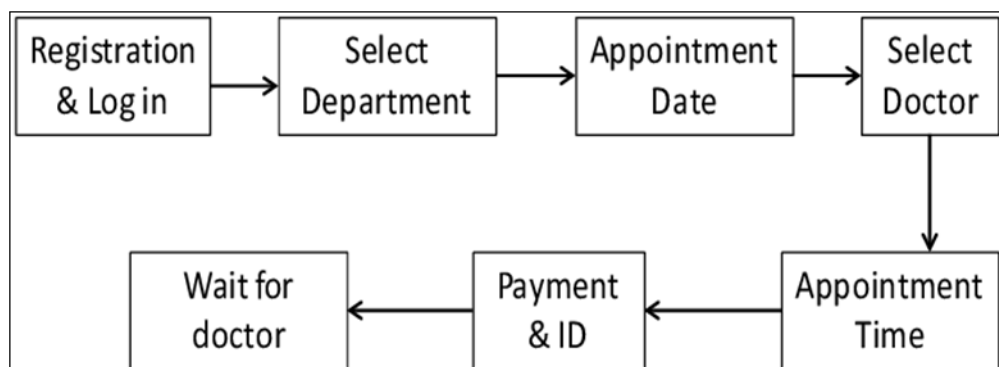 Registration
& Log in
Select
Department
Appointment
Date
Select
Doctor
Appointment
Time
Payment
& ID
Wait for
doctor